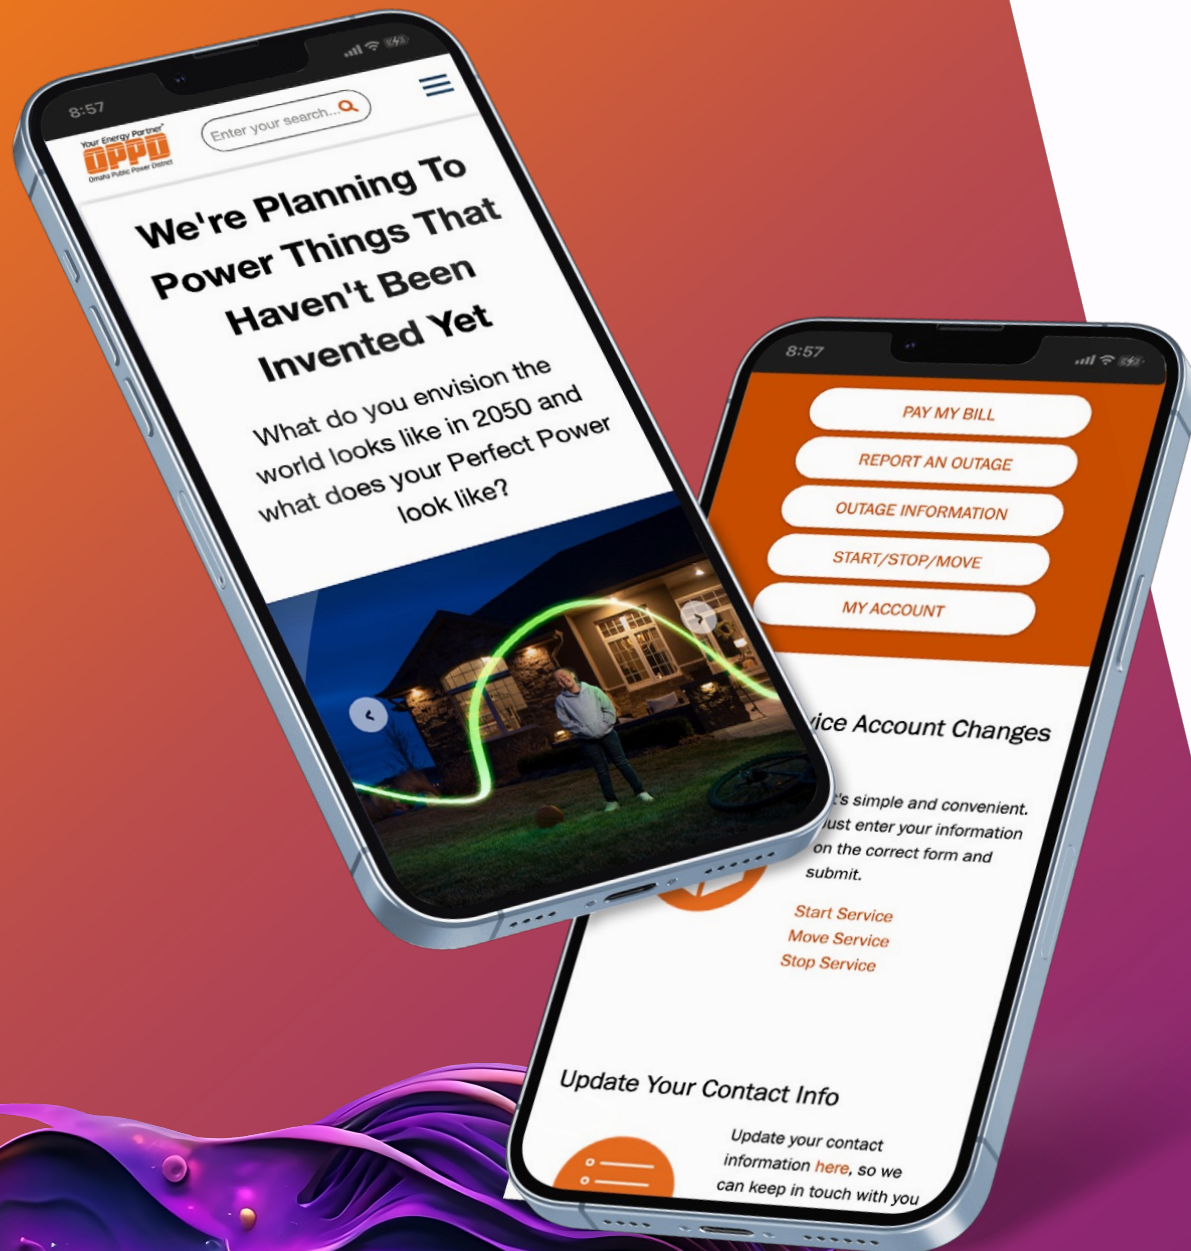 8:57
Your Energy Partner
OPPD
Omaha Public Power District
Enter your search...
We're Planning To
Power Things That
Haven't Been
Invented Yet
What do you envision the
world looks like in 2050 and
what does your Perfect Power
look like?
8:57
PAY MY BILL
REPORT AN OUTAGE
OUTAGE INFORMATION
START/STOP/MOVE
MY ACCOUNT
Account Changes
simple and convenient.
enter your information
on the correct form and
submit.
Start Service
Move Service
Stop Service
Update Your Contact Info
Update your contact
information here, so we
can keep in touch with you